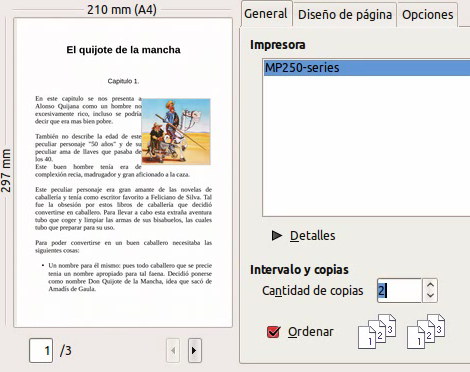 210 mm (A4)
297 mm
El quijote de la mancha
Capitulo 1.
En este capitulo se nos presenta a
Alonso Quijana como un hombre no
excesivamente rico, incluso se podría
decir que era mas bien pobre.
También no describe la edad de este
peculiar personaje "50 años" y de su
peculiar ama de llaves que pasaba de
los 40.
Este buen hombre tenía era de
complexión recia, madrugador y gran aficionado a la caza.
Este peculiar personaje era gran amante de las novelas de
caballería y tenía como escritor favorito a Feliciano de Silva. Tal
fue la obsesión por estos libros de caballería que decidió
convertirse en caballero. Para llevar a cabo esta extraña aventura
tubo que coger y limpiar las armas de sus bisabuelos, las cuales
tubo que preparar para su uso.
Para poder convertirse en un buen caballero necesitaba las
siguientes cosas:
• Un nombre para él mismo: pues todo caballero que se precie
tenia un nombre apropiado para tal faena. Decidió ponerse
como nombre Don Quijote de la Mancha, idea que sacó de
Amadís de Gaula.
1 /3
General Diseño de página Opciones
Impresora
MP250-series
Detalles
Intervalo y copias
Cantidad de copias 2
Ordenar 1 2 3 1 2 3